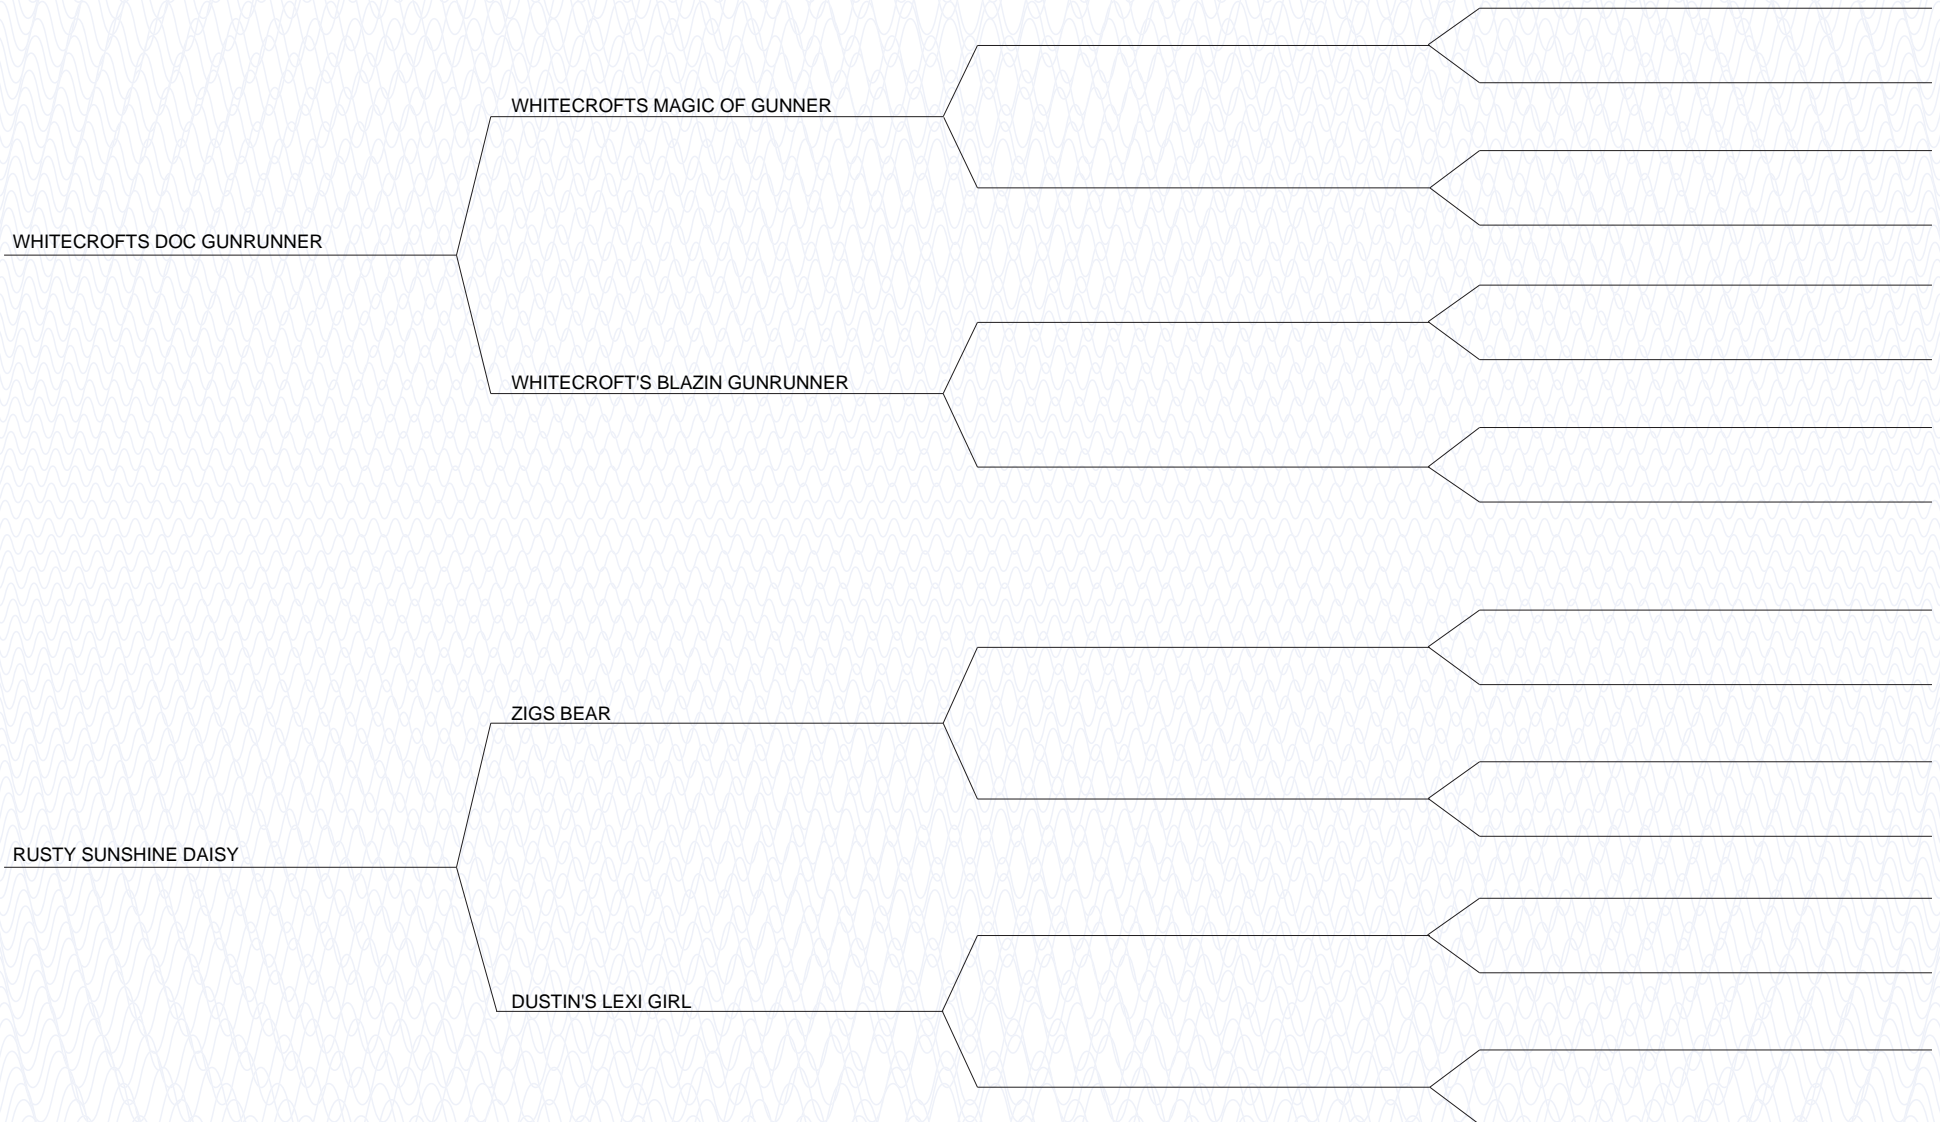 WHITECROFTS MAGIC OF GUNNER
WHITECROFTS DOC GUNRUNNER
WHITECROFT'S BLAZIN GUNRUNNER
ZIGS BEAR
RUSTY SUNSHINE DAISY
DUSTIN'S LEXI GIRL